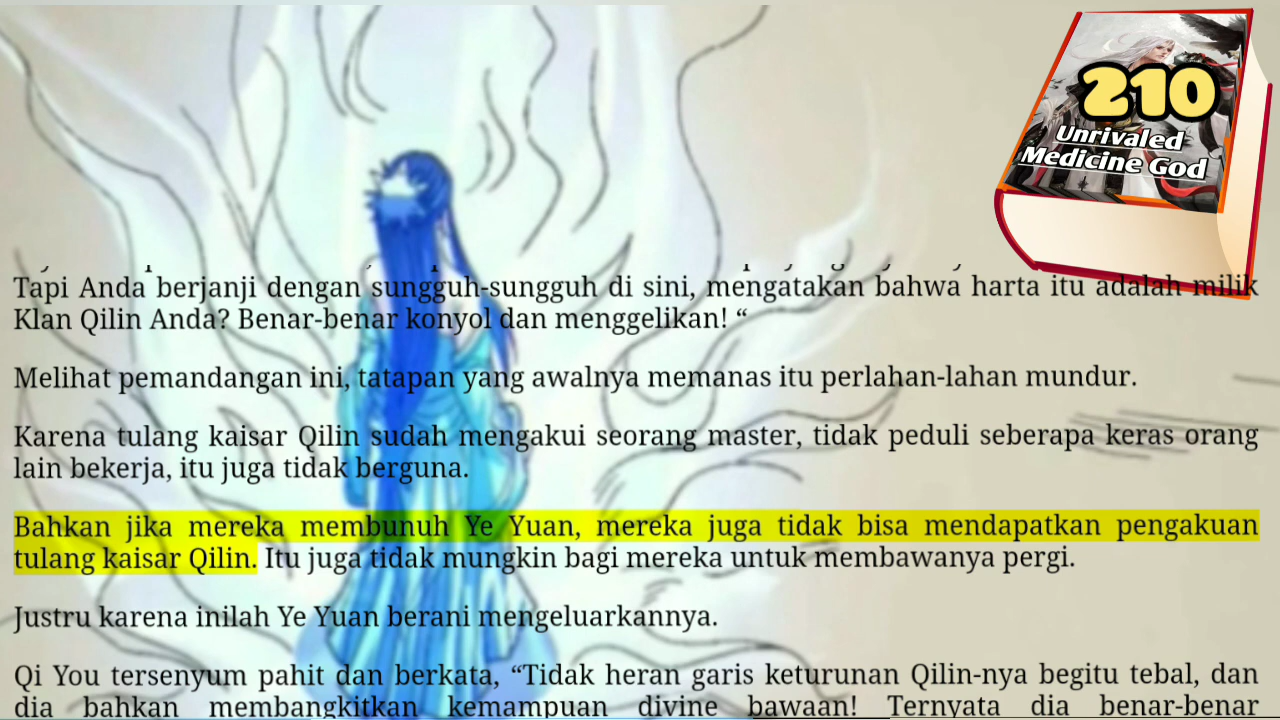 210
Unrivaled
Medicine God
Tapi Anda berjanji dengan sungguh-sungguh di sini, mengatakan bahwa harta itu adalah milik
Klan Qilin Anda? Benar-benar konyol dan menggelikan! “
Melihat pemandangan ini, tatapan yang awalnya memanas itu perlahan-lahan mundur.
Karena tulang kaisar Qilin sudah mengakui seorang master, tidak peduli seberapa keras orang
lain bekerja, itu juga tidak berguna.
Bahkan jika mereka membunuh Ye Yuan, mereka juga tidak bisa mendapatkan pengakuan
tulang kaisar Qilin. Itu juga tidak mungkin bagi mereka untuk membawanya pergi.
Justru karena inilah Ye Yuan berani mengeluarkannya.
Qi You tersenyum pahit dan berkata, “Tidak heran garis keturunan Qilin-nya begitu tebal, dan
dia bahkan membangkitkan kemampuan divine bawaan! Ternyata dia benar-benar